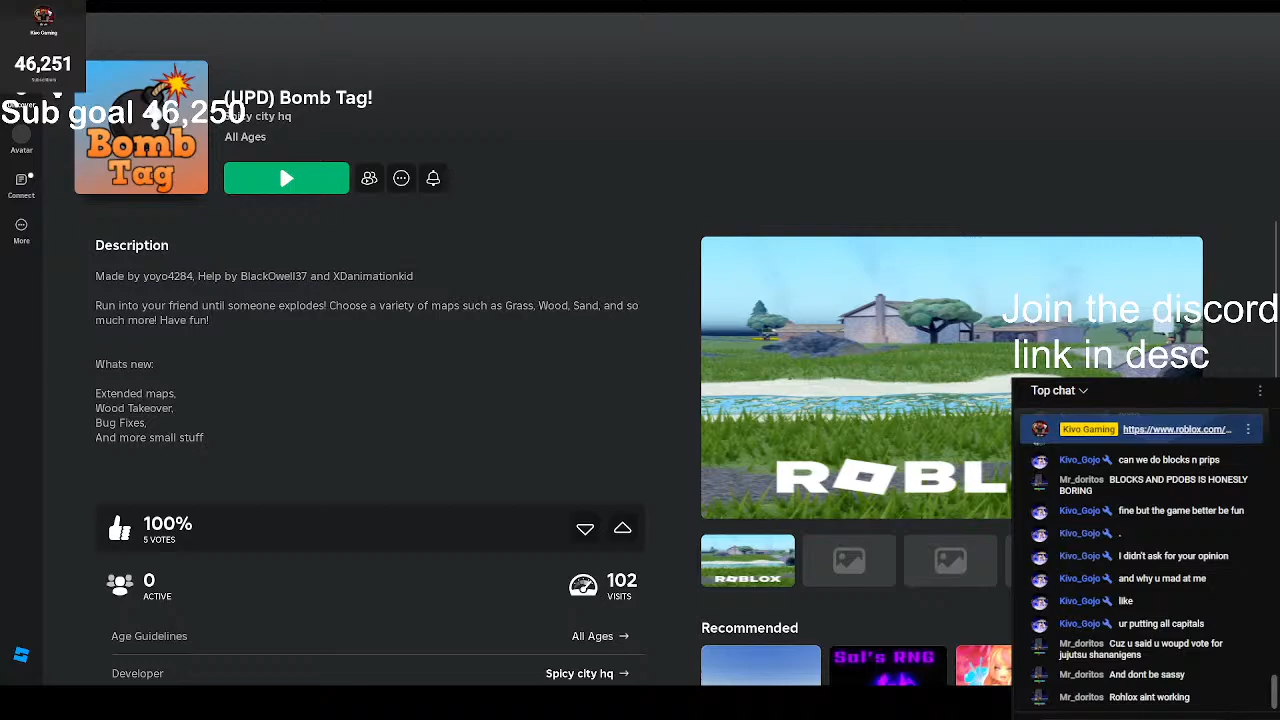 Kivo Gaming
46,251
Subscribers
Sub goal 46,250
Discover
Avatar
Connect
More
Bomb
Tag
(UPD) Bomb Tag!
Spicy city hq
All Ages
Description
Made by yoyo4284, Help by BlackOwell37 and XDanimationkid
Run into your friend until someone explodes! Choose a variety of maps such as Grass, Wood, Sand, and so
much more! Have fun!
Whats new:
Extended maps,
Wood Takeover,
Bug Fixes,
And more small stuff
100%
5 VOTES
0
ACTIVE
102
VISITS
Age Guidelines
All Ages →
Developer
Spicy city hq →
ROBL
ROBLOX
Recommended
Sol's RNG
Join the discord
link in desc
Top chat
Kivo Gaming https://www.roblox.com/...
Kivo_Gojo can we do blocks n prips
Mr_doritos BLOCKS AND PDOBS IS HONESLY
BORING
Kivo_Gojo fine but the game better be fun
Kivo_Gojo .
Kivo_Gojo I didn't ask for your opinion
Kivo_Gojo and why u mad at me
Kivo_Gojo like
Kivo_Gojo ur putting all capitals
Mr_doritos Cuz u said u woupd vote for
jujutsu shananigens
Mr_doritos And dont be sassy
Mr_doritos Rohlox aint working